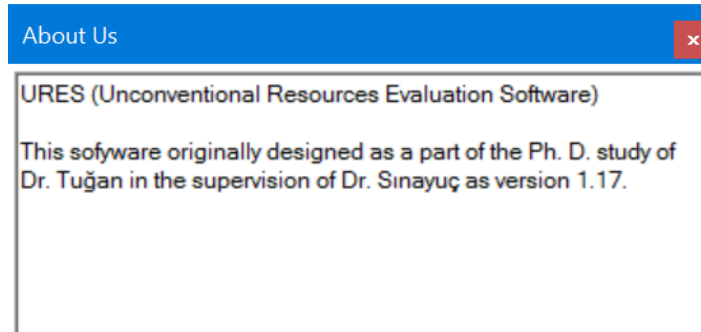 About Us
URES (Unconventional Resources Evaluation Software)
This sofyware originally designed as a part of the Ph. D. study of
Dr. Tuğan in the supervision of Dr. Sınayuç as version 1.17.